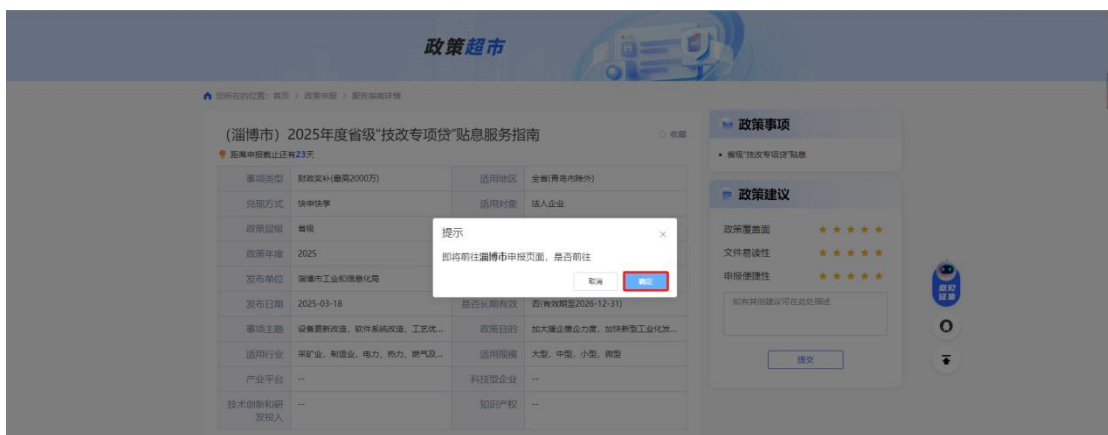 政策超市
您所在的位置：首页 > 政策申报 > 服务指南详情
（淄博市）2025年度省级“技改专项贷”贴息服务指南
收藏
距离申报截止还有23天
事项类型 财政奖补(最高2000万) 适用地区 全省(青岛市除外)
兑现方式 快申快享 适用对象 法人企业
政策层级 省级
政策年度 2025
发布单位 淄博市工业和信息化局
发布日期 2025-03-18 是否长期有效 否(有效期至2026-12-31)
事项主题 设备更新改造，软件系统改造，工艺优... 政策目的 加大援企惠企力度，加快新型工业化发...
适用行业 采矿业，制造业，电力、热力、燃气及... 适用规模 大型，中型，小型，微型
产业平台 -- 科技型企业 --
技术创新和研发投入 -- 知识产权 --
提示
×
即将前往淄博市申报页面，是否前往
取消 确定
政策事项
省级“技改专项贷”贴息
政策建议
政策覆盖面
文件易读性
申报便捷性
如有其他建议可在此处描述
提交
意见
征集